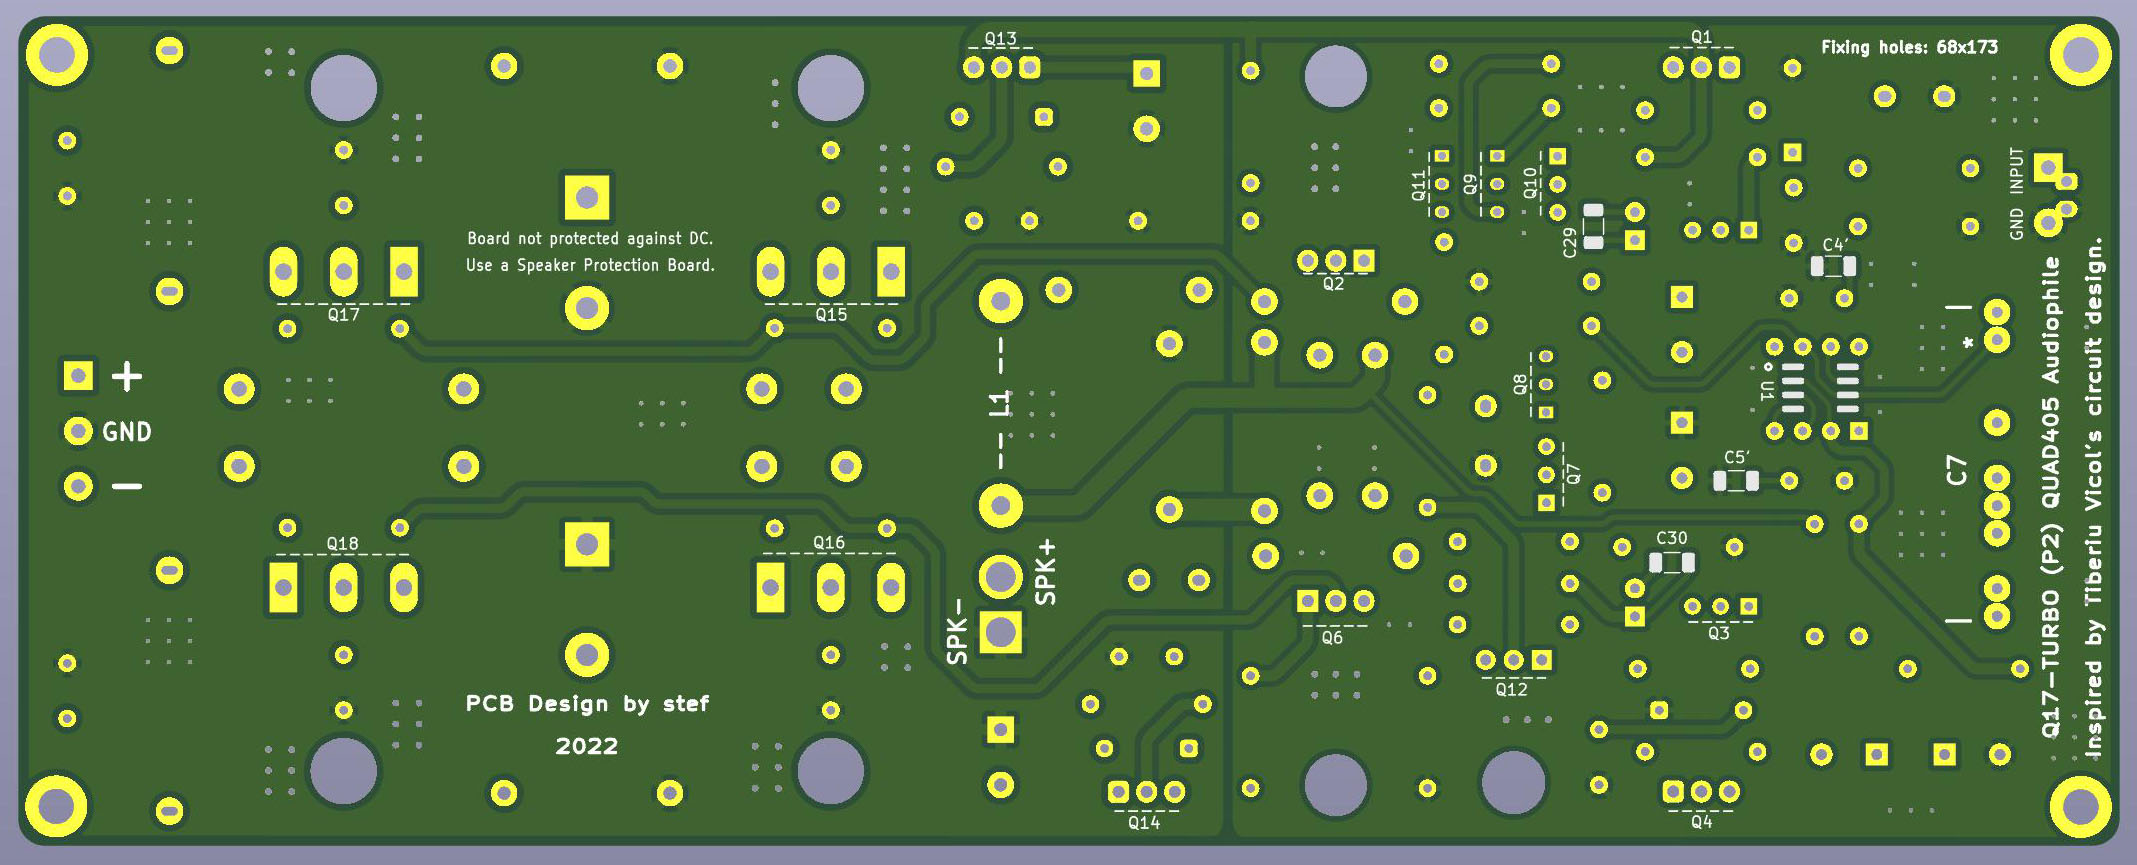 Q13
Q1
Fixing holes: 68x173
Q11
Q9
Q10
GND INPUT
C29
Board not protected against DC.
Use a Speaker Protection Board.
C4'
Q2
Q17
Q15
*
Q8
U1
+
L1
GND
C7
Q7
C5'
–
Q18
Q16
C30
SPK+
SPK-
Q6
Q3
Q12
PCB Design by stef
2022
Q14
Q4
Q17-TURBO (P2) QUAD405 Audiophile
Inspired by Tiberiu Vicol's circuit design.